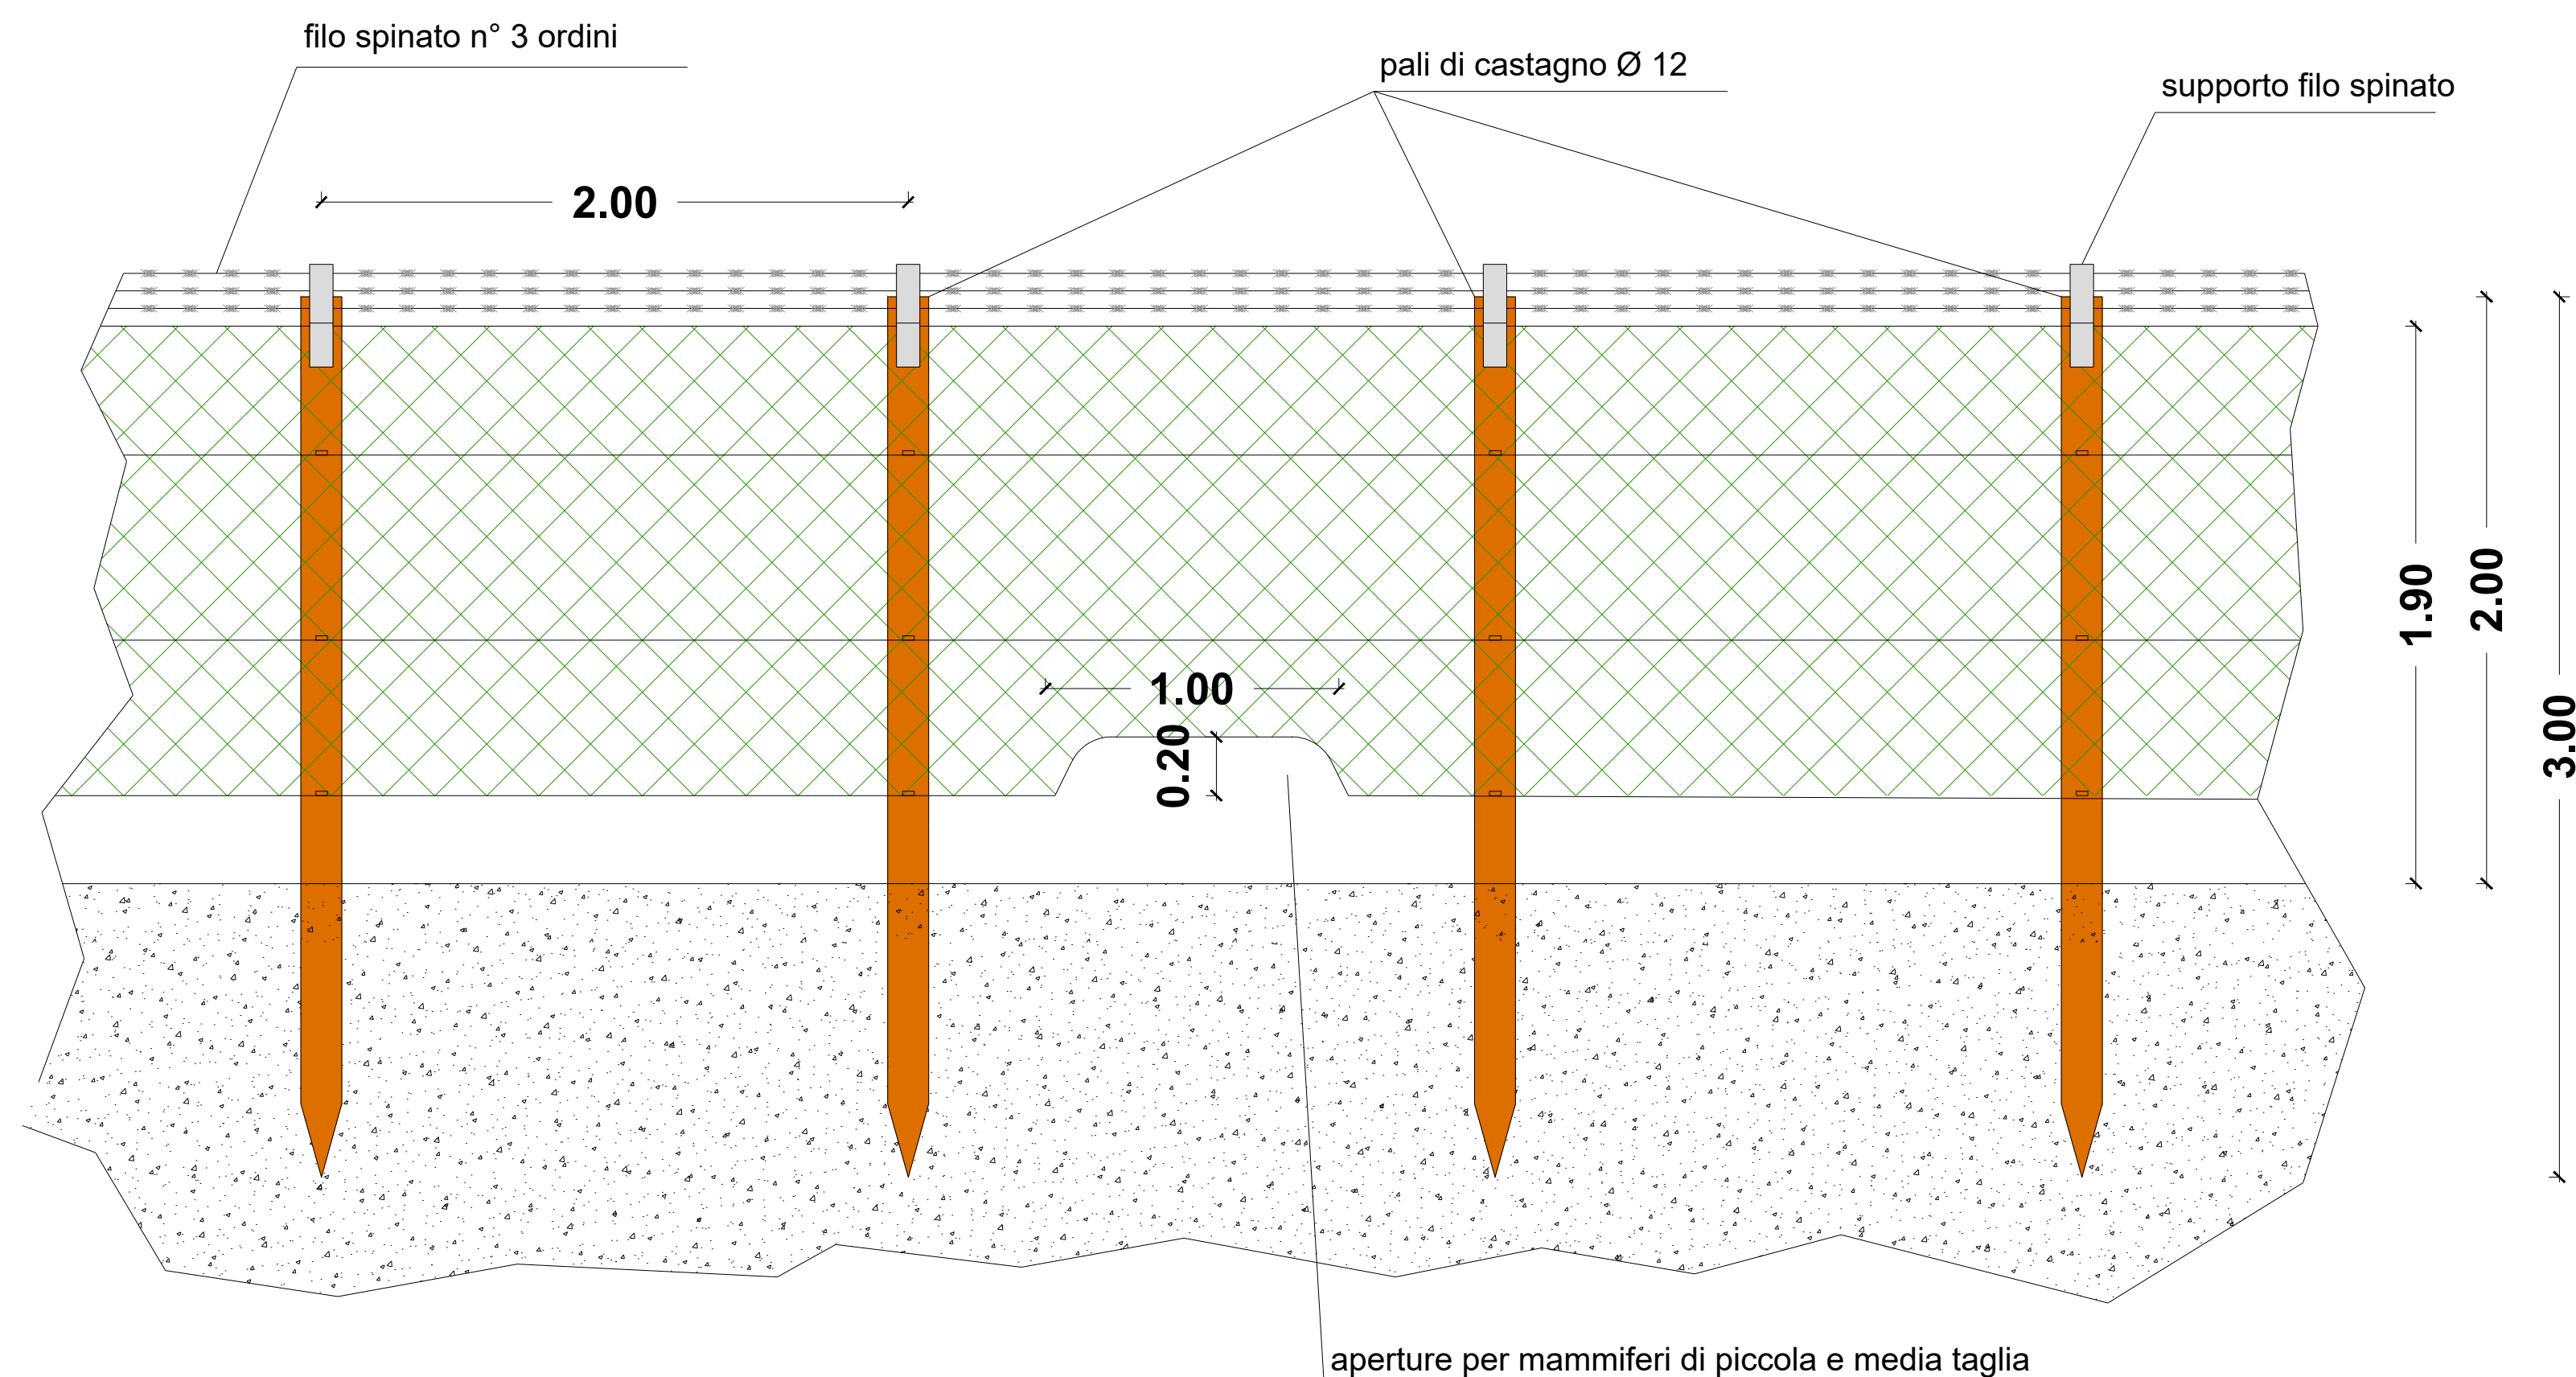 filo spinato n° 3 ordini
pali di castagno Ø 12
supporto filo spinato
2.00
1.90
2.00
3.00
1.00
0.20
aperture per mammiferi di piccola e media taglia